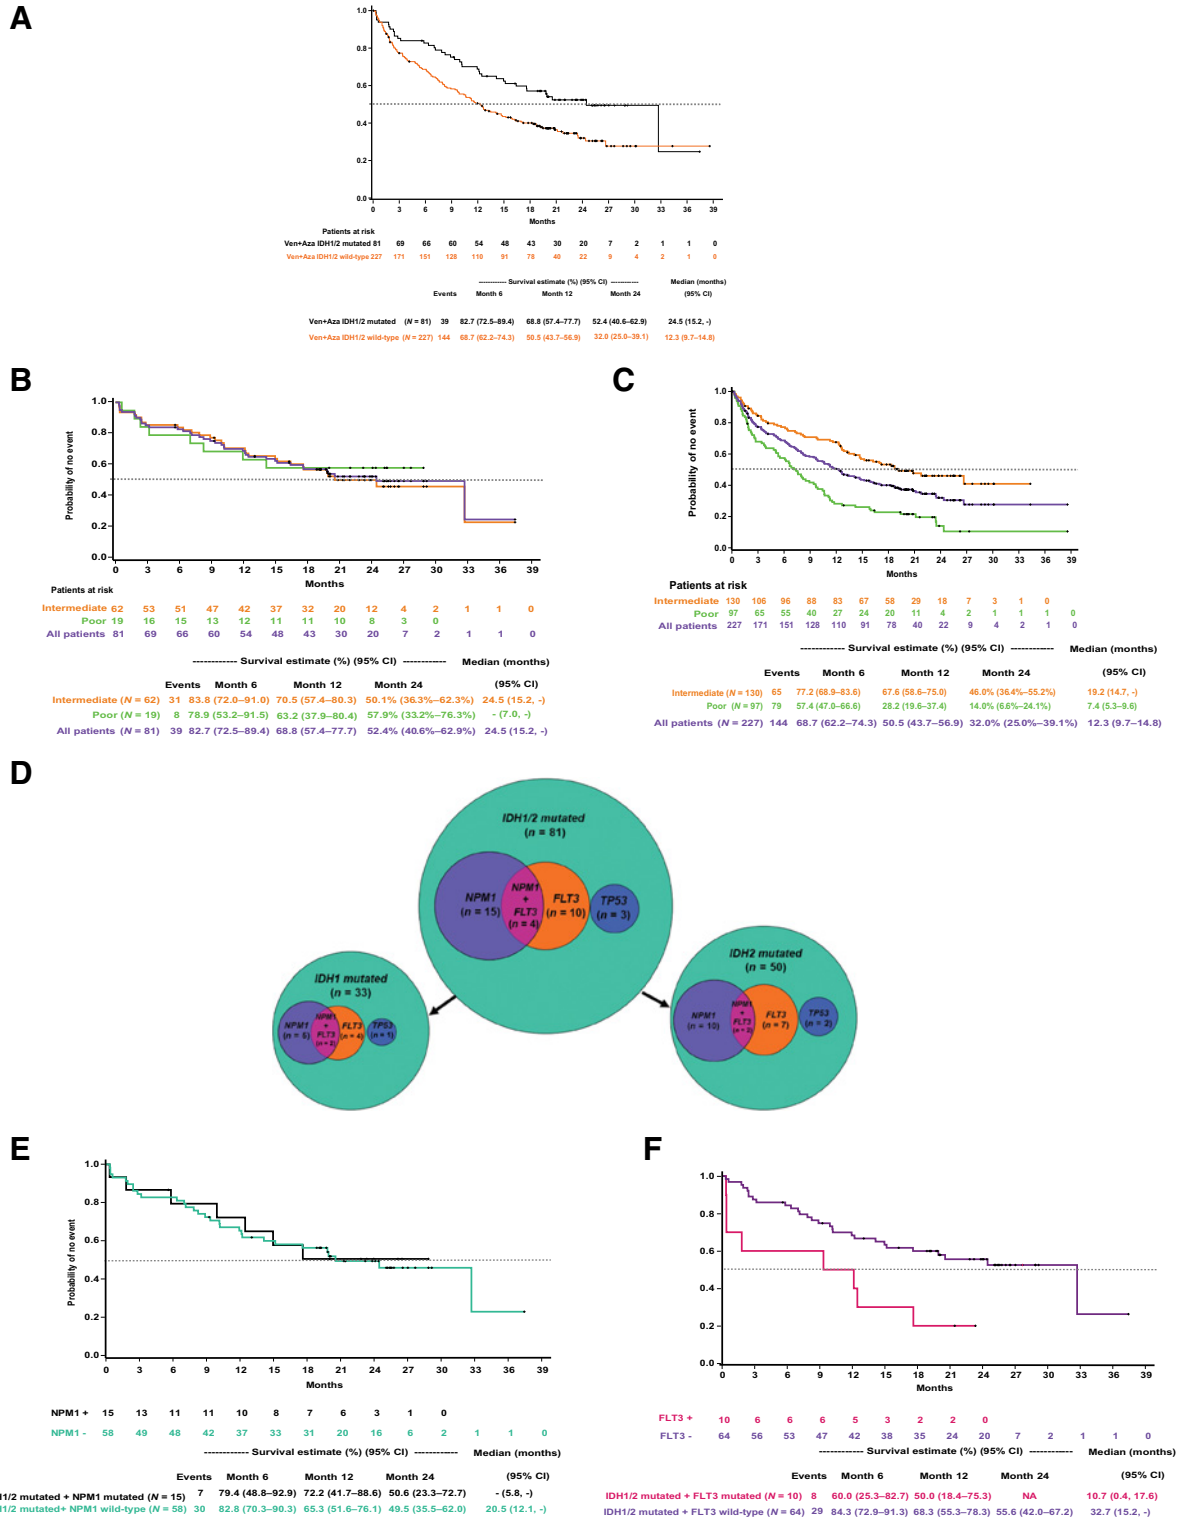 A
1.0
0.8
0.6
0.4
0.2
0.0
0 3 6 9 12 15 18 21 24 27 30 33 36 39
Months
Patients at risk
Ven+Aza IDH1/2 mutated 81 69 66 60 54 48 43 30 20 7 2 1 1 0
Ven+Aza IDH1/2 wild-type 227 171 151 128 110 91 78 40 22 9 4 2 1 0
------------ Survival estimate (%) (95% CI) ------------ Median (months)
Events Month 6 Month 12 Month 24 (95% CI)
Ven+Aza IDH1/2 mutated (N = 81) 39 82.7 (72.5–89.4) 68.8 (57.4–77.7) 52.4 (40.6–62.9) 24.5 (15.2, -)
Ven+Aza IDH1/2 wild-type (N = 227) 144 68.7 (62.2–74.3) 50.5 (43.7–56.9) 32.0 (25.0–39.1) 12.3 (9.7–14.8)
B
Probability of no event
1.0
0.8
0.6
0.4
0.2
0.0
0 3 6 9 12 15 18 21 24 27 30 33 36 39
Months
Patients at risk
Intermediate 62 53 51 47 42 37 32 20 12 4 2 1 1 0
Poor 19 16 15 13 12 11 11 10 8 3 0
All patients 81 69 66 60 54 48 43 30 20 7 2 1 1 0
------------ Survival estimate (%) (95% CI) ------------ Median (months)
Events Month 6 Month 12 Month 24 (95% CI)
Intermediate (N = 62) 31 83.8 (72.0–91.0) 70.5 (57.4–80.3) 50.1% (36.3%–62.3%) 24.5 (15.2, -)
Poor (N = 19) 8 78.9 (53.2–91.5) 63.2 (37.9–80.4) 57.9% (33.2%–76.3%) - (7.0, -)
All patients (N = 81) 39 82.7 (72.5–89.4) 68.8 (57.4–77.7) 52.4% (40.6%–62.9%) 24.5 (15.2, -)
C
Probability of no event
1.0
0.8
0.6
0.4
0.2
0.0
0 3 6 9 12 15 18 21 24 27 30 33 36 39
Months
Patients at risk
Intermediate 130 106 96 88 83 67 58 29 18 7 3 1 0
Poor 97 65 55 40 27 24 20 11 4 2 1 1 1 0
All patients 227 171 151 128 110 91 78 40 22 9 4 2 1 0
------------ Survival estimate (%) (95% CI) ------------ Median (months)
Events Month 6 Month 12 Month 24 (95% CI)
Intermediate (N = 130) 65 77.2 (68.9–83.6) 67.6 (58.6–75.0) 46.0% (36.4%–55.2%) 19.2 (14.7, -)
Poor (N = 97) 79 57.4 (47.0–66.6) 28.2 (19.6–37.4) 14.0% (6.6%–24.1%) 7.4 (5.3–9.6)
All patients (N = 227) 144 68.7 (62.2–74.3) 50.5 (43.7–56.9) 32.0% (25.0%–39.1%) 12.3 (9.7–14.8)
D
IDH1/2 mutated
(n = 81)
NPM1
(n = 15)
NPM1
+
FLT3
(n = 4)
FLT3
(n = 10)
TP53
(n = 3)
IDH1 mutated
(n = 33)
NPM1
(n = 5)
NPM1
+
FLT3
(n = 2)
FLT3
(n = 4)
TP53
(n = 1)
IDH2 mutated
(n = 50)
NPM1
(n = 10)
NPM1
+
FLT3
(n = 2)
FLT3
(n = 7)
TP53
(n = 2)
E
Probability of no event
1.0
0.8
0.6
0.4
0.2
0.0
0 3 6 9 12 15 18 21 24 27 30 33 36 39
Months
NPM1 + 15 13 11 11 10 8 7 6 3 1 0
NPM1 - 58 49 48 42 37 33 31 20 16 6 2 1 1 0
------------ Survival estimate (%) (95% CI) ------------ Median (months)
Events Month 6 Month 12 Month 24 (95% CI)
1/2 mutated + NPM1 mutated (N = 15) 7 79.4 (48.8–92.9) 72.2 (41.7–88.6) 50.6 (23.3–72.7) - (5.8, -)
1/2 mutated+ NPM1 wild-type (N = 58) 30 82.8 (70.3–90.3) 65.3 (51.6–76.1) 49.5 (35.5–62.0) 20.5 (12.1, -)
F
1.0
0.8
0.6
0.4
0.2
0.0
0 3 6 9 12 15 18 21 24 27 30 33 36 39
Months
FLT3 + 10 6 6 6 5 3 2 2 0
FLT3 - 64 56 53 47 42 38 35 24 20 7 2 1 1 0
------------ Survival estimate (%) (95% CI) ------------ Median (months)
Events Month 6 Month 12 Month 24 (95% CI)
IDH1/2 mutated + FLT3 mutated (N = 10) 8 60.0 (25.3–82.7) 50.0 (18.4–75.3) NA 10.7 (0.4, 17.6)
IDH1/2 mutated + FLT3 wild-type (N = 64) 29 84.3 (72.9–91.3) 68.3 (55.3–78.3) 55.6 (42.0–67.2) 32.7 (15.2, -)